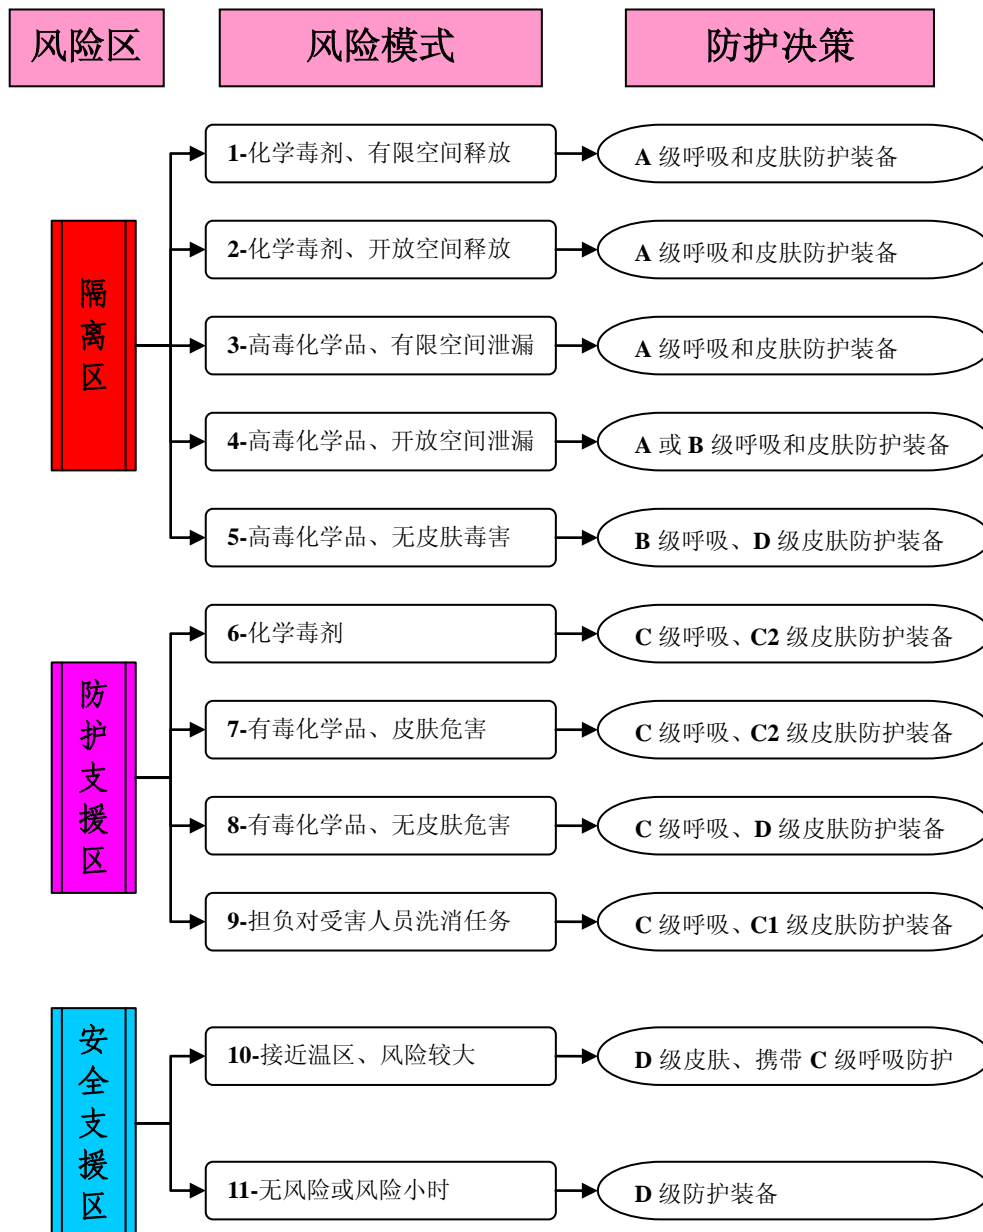 风险区
风险模式
防护决策
隔离区
1-化学毒剂、有限空间释放
A 级呼吸和皮肤防护装备
2-化学毒剂、开放空间释放
A 级呼吸和皮肤防护装备
3-高毒化学品、有限空间泄漏
A 级呼吸和皮肤防护装备
4-高毒化学品、开放空间泄漏
A 或 B 级呼吸和皮肤防护装备
5-高毒化学品、无皮肤毒害
B 级呼吸、D 级皮肤防护装备
防护支援区
6-化学毒剂
C 级呼吸、C2 级皮肤防护装备
7-有毒化学品、皮肤危害
C 级呼吸、C2 级皮肤防护装备
8-有毒化学品、无皮肤危害
C 级呼吸、D 级皮肤防护装备
9-担负对受害人员洗消任务
C 级呼吸、C1 级皮肤防护装备
安全支援区
10-接近温区、风险较大
D 级皮肤、携带 C 级呼吸防护
11-无风险或风险小时
D 级防护装备